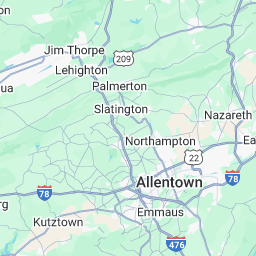 Jim Thorpe
209
Lehighton
Palmerton
Slatington
Nazareth
Northampton
22
Allentown
78
78
Emmaus
Kutztown
476